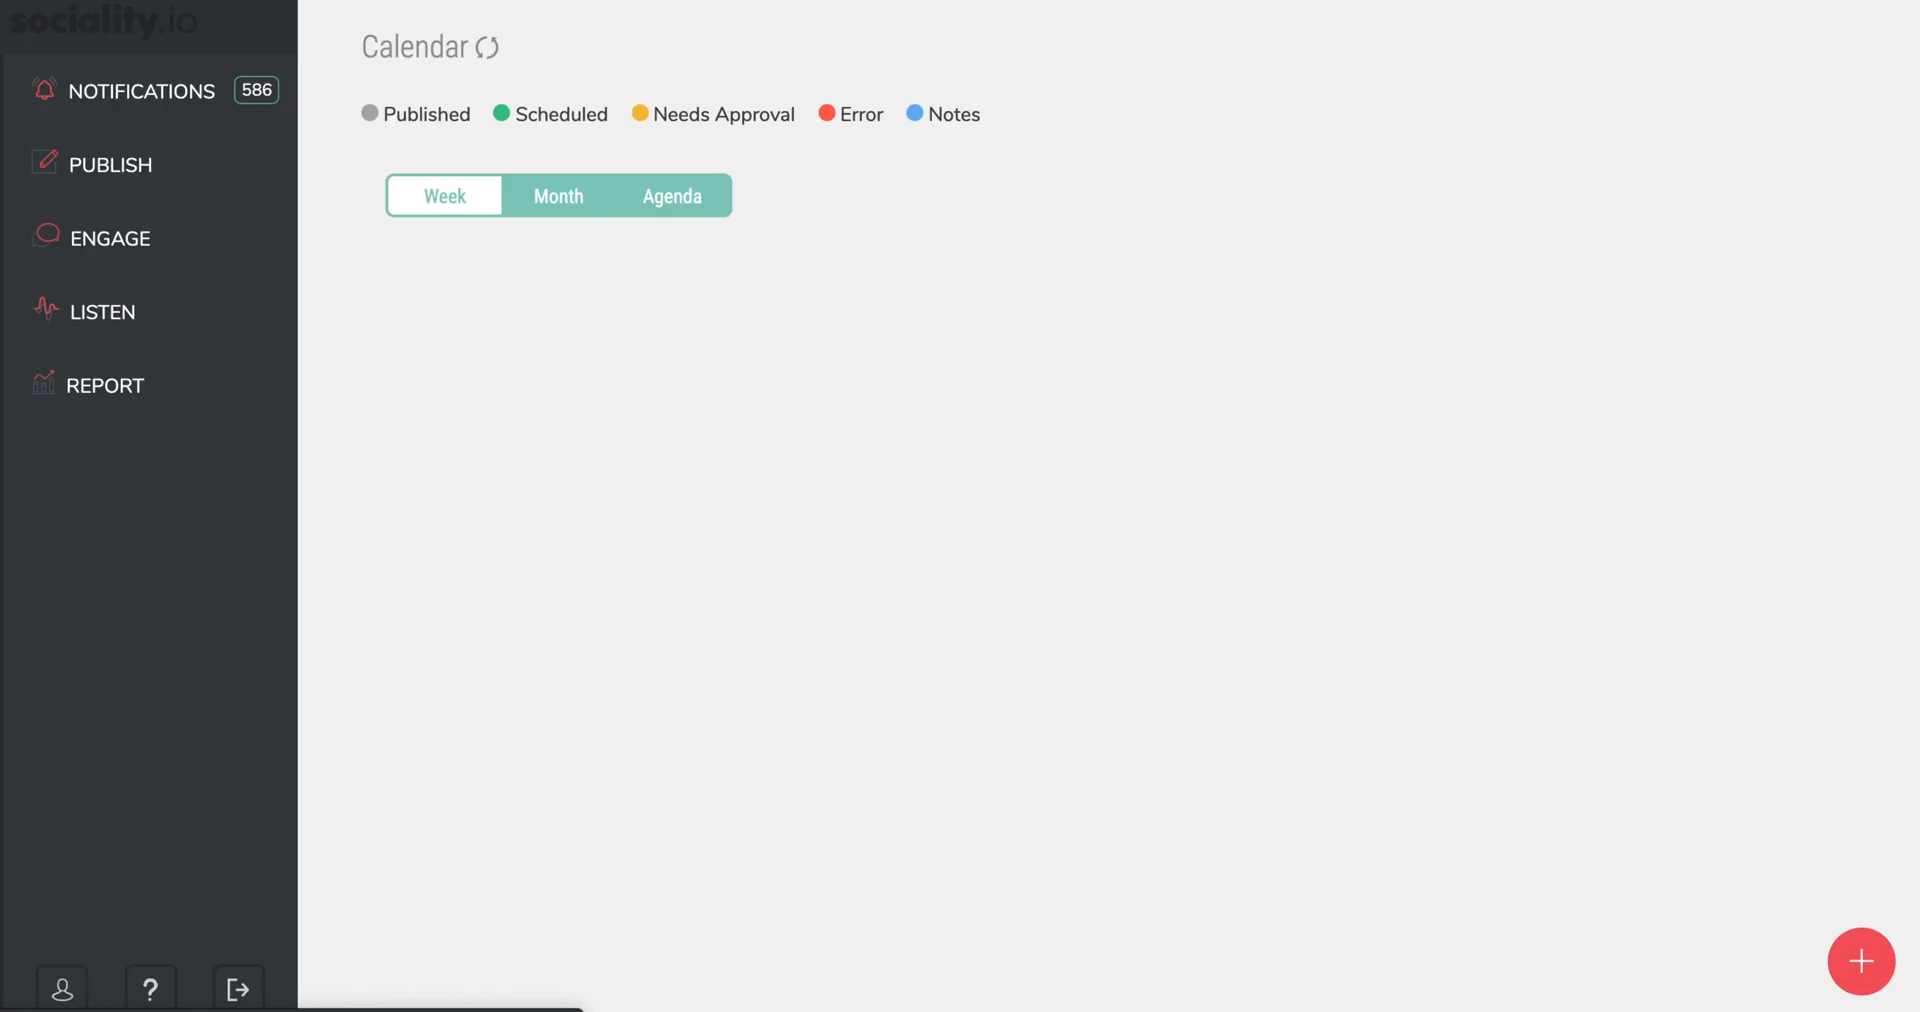 sociality.io
NOTIFICATIONS 586
PUBLISH
ENGAGE
LISTEN
REPORT
?
Calendar
Published Scheduled Needs Approval Error Notes
Week Month Agenda